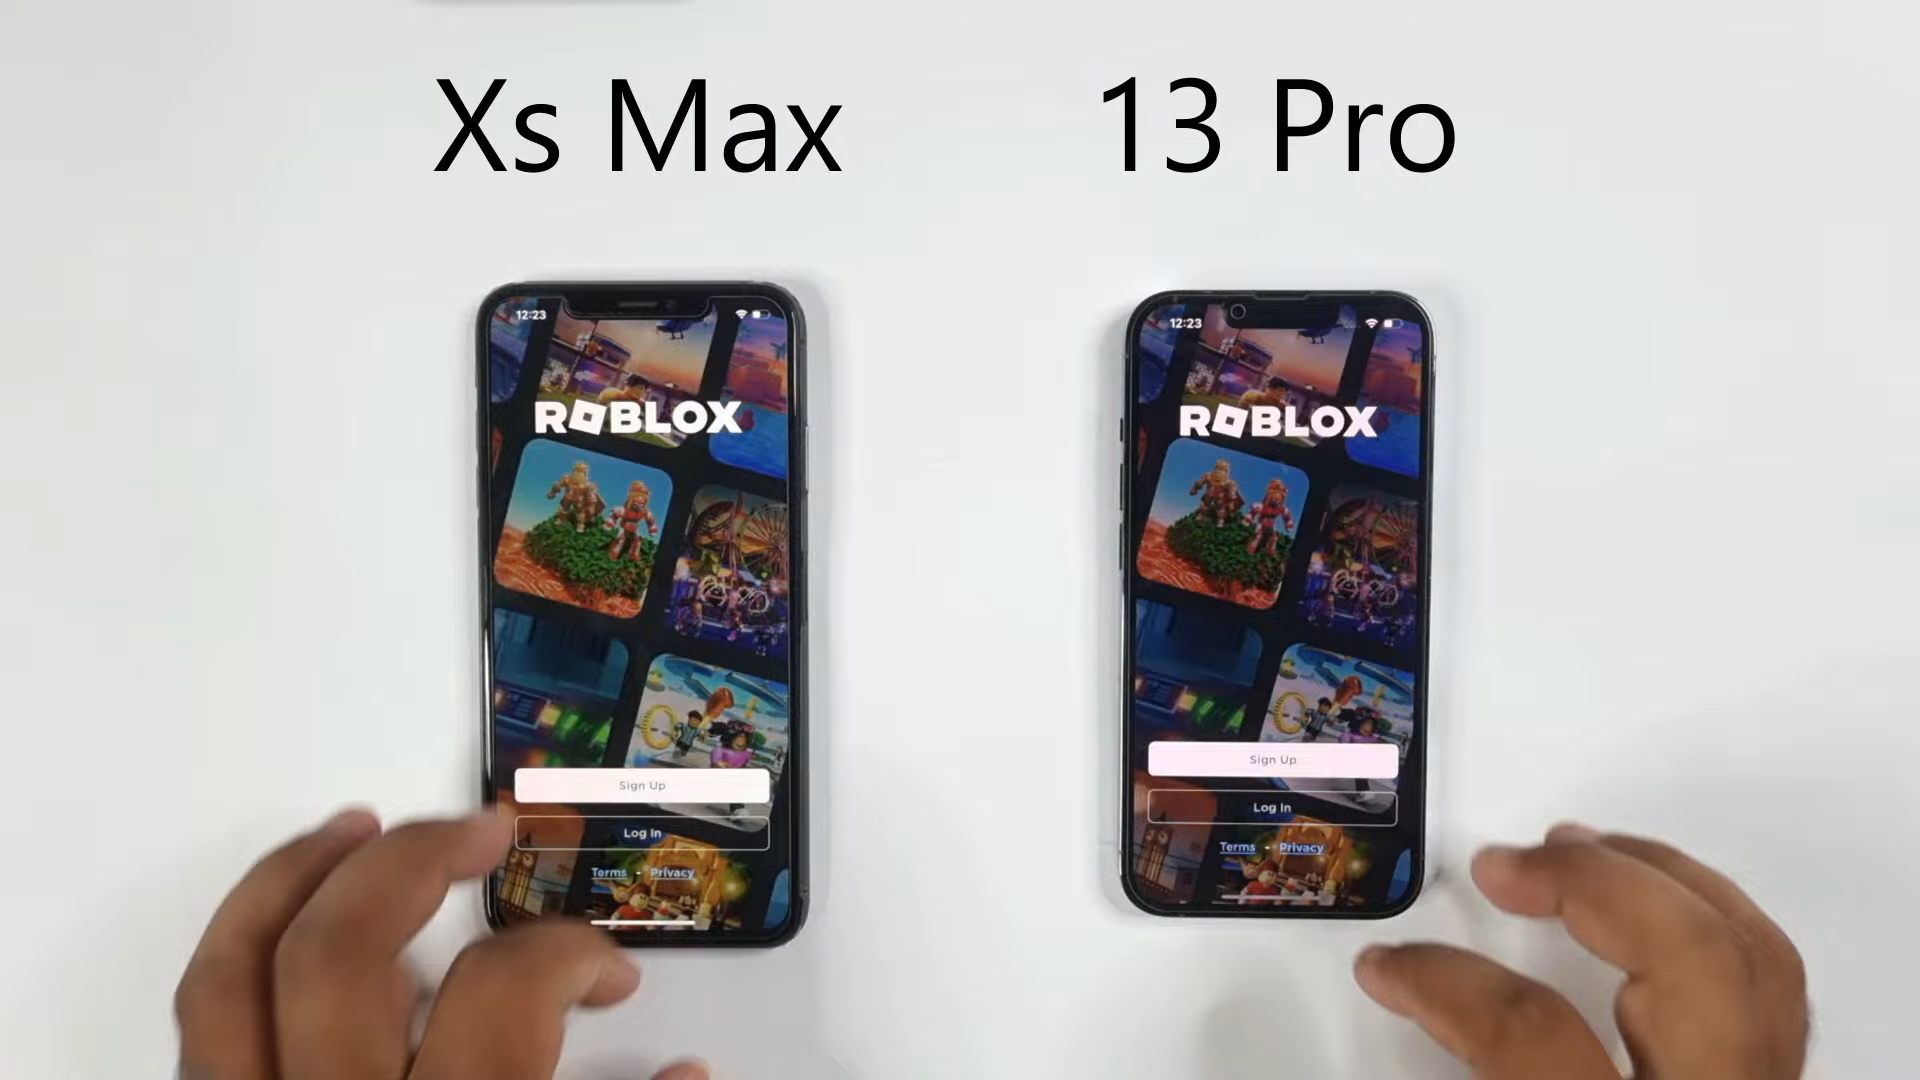 Xs Max
13 Pro
12:23
ROBLOX
Sign Up
Log In
Terms - Privacy
12:23
ROBLOX
Sign Up
Log In
Terms - Privacy